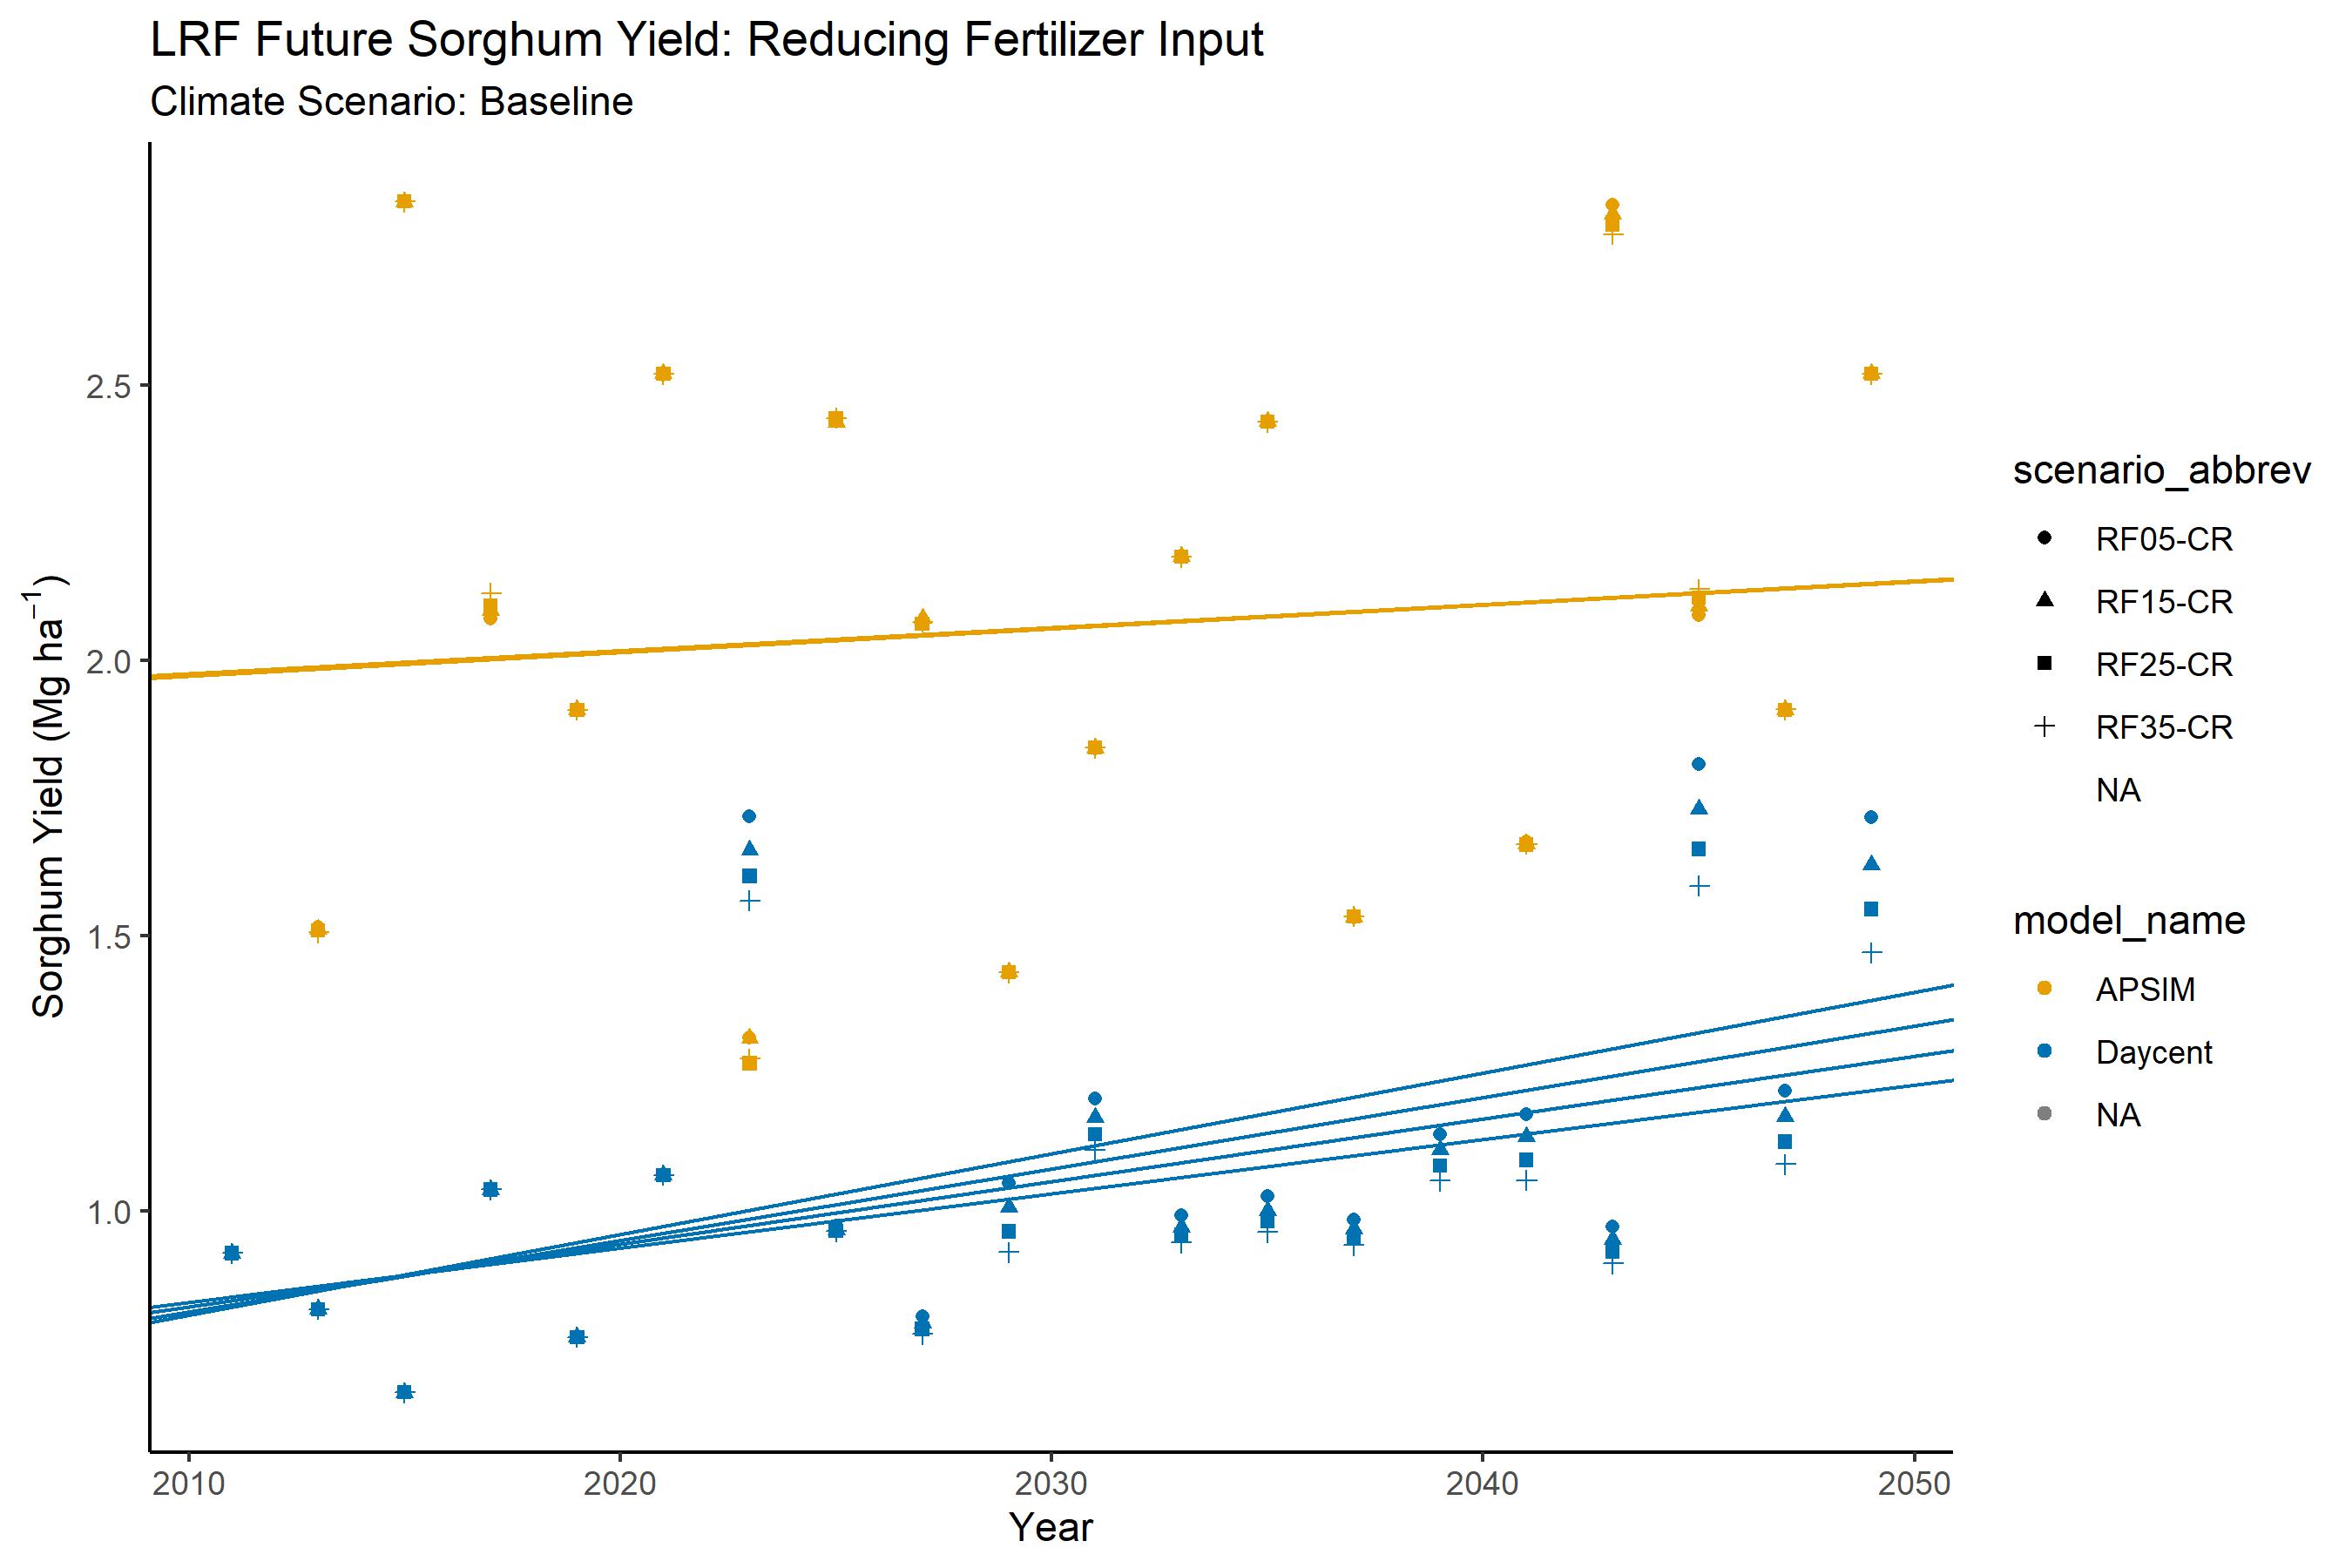 LRF Future Sorghum Yield: Reducing Fertilizer Input
Climate Scenario: Baseline
Sorghum Yield (Mg ha⁻¹)
2.5
2.0
1.5
1.0
2010
2020
2030
2040
2050
Year
scenario_abbrev
RF05-CR
RF15-CR
RF25-CR
RF35-CR
NA
model_name
APSIM
Daycent
NA